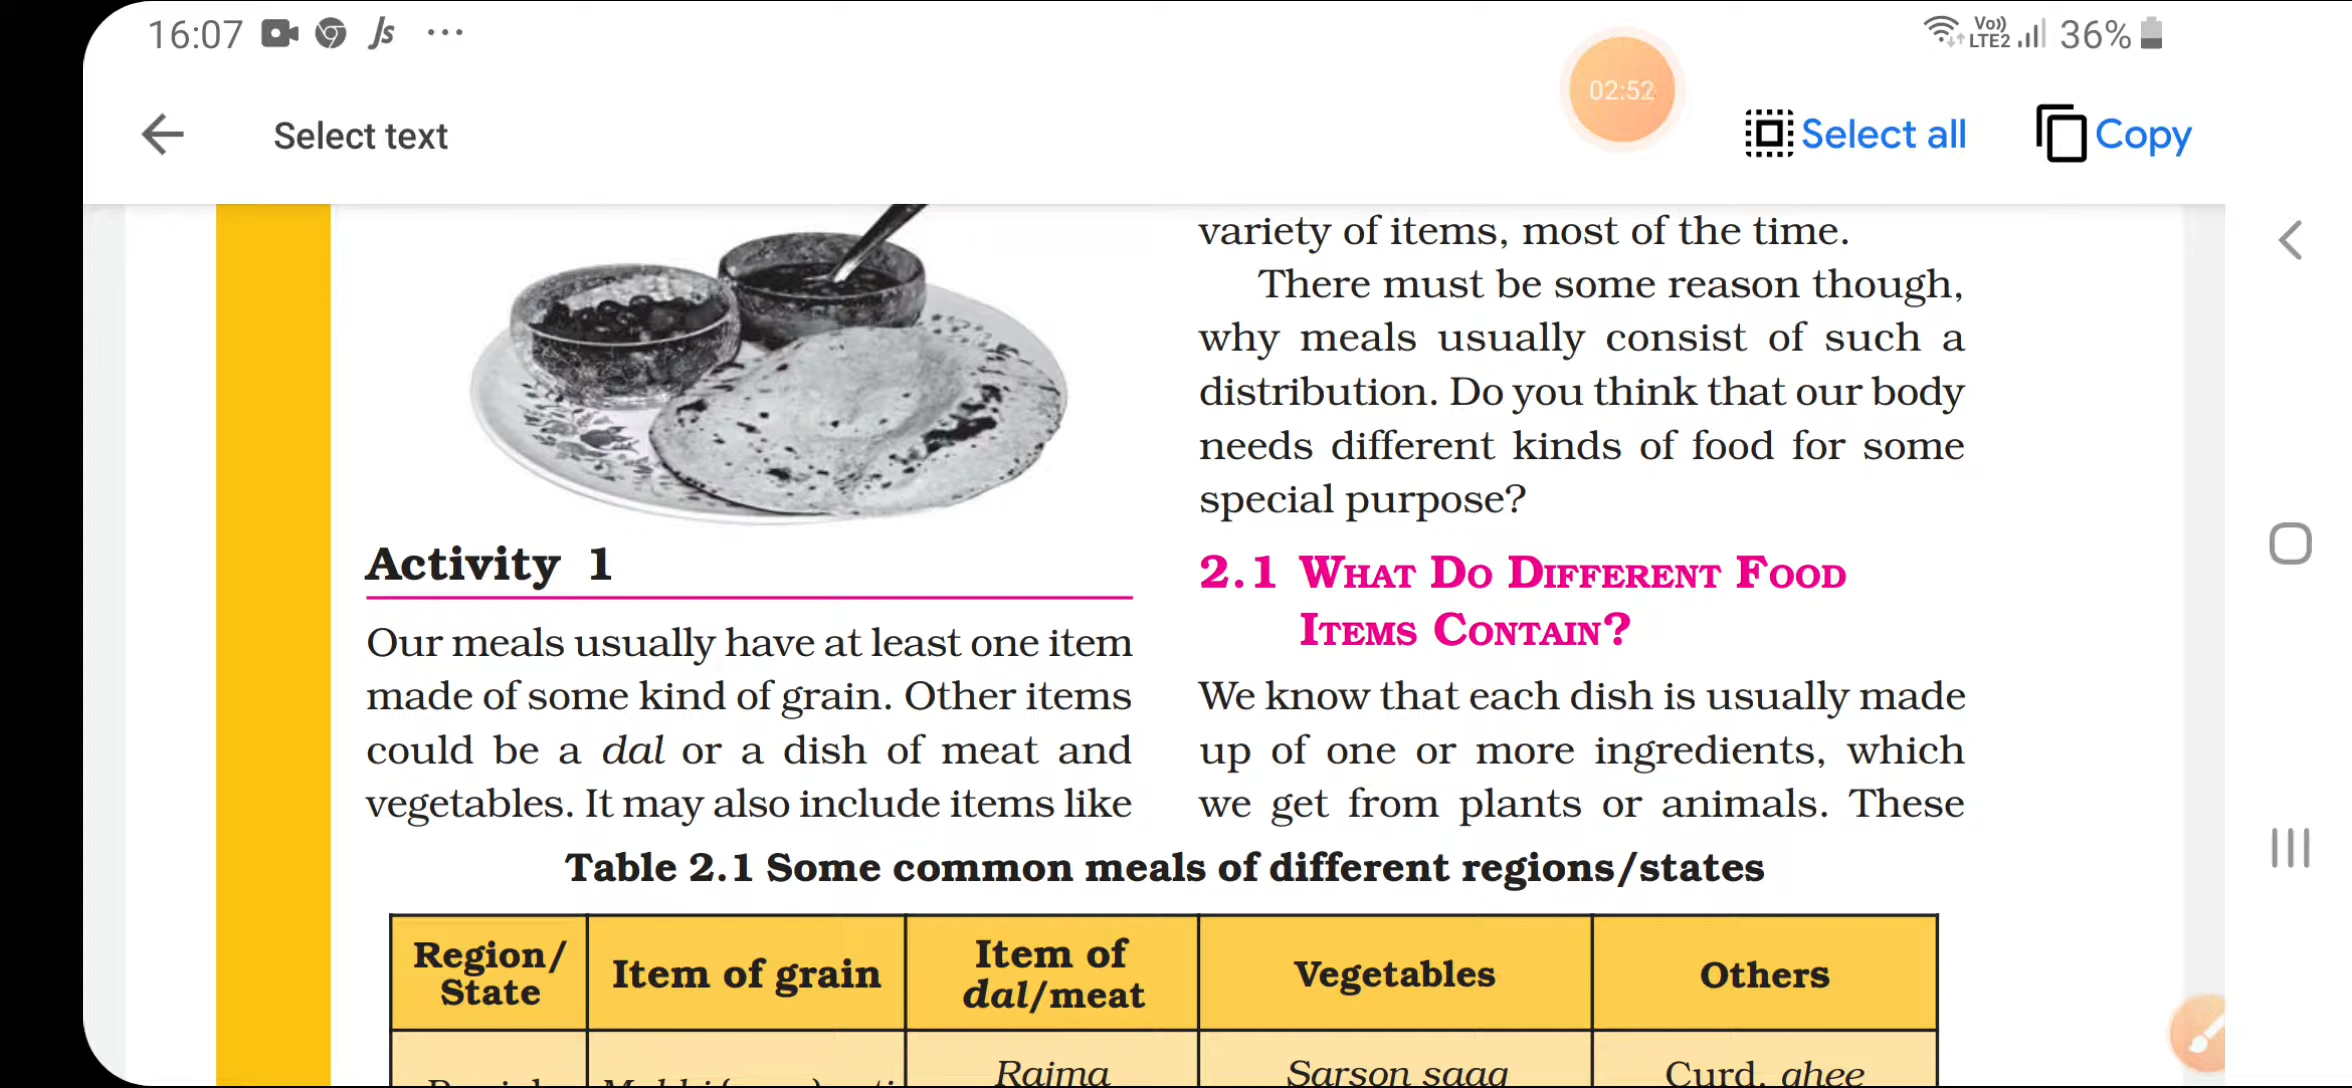 16:07
Vo))
LTE2
36%
02:52
Select text
Select all
Copy
variety of items, most of the time.
There must be some reason though,
why meals usually consist of such a
distribution. Do you think that our body
needs different kinds of food for some
special purpose?
Activity 1
Our meals usually have at least one item
made of some kind of grain. Other items
could be a dal or a dish of meat and
vegetables. It may also include items like
2.1 WHAT DO DIFFERENT FOOD
ITEMS CONTAIN?
We know that each dish is usually made
up of one or more ingredients, which
we get from plants or animals. These
Table 2.1 Some common meals of different regions/states
Region/
State
Item of grain
Item of
dal/meat
Vegetables
Others
Rajma
Sarson saag
Curd, ghee